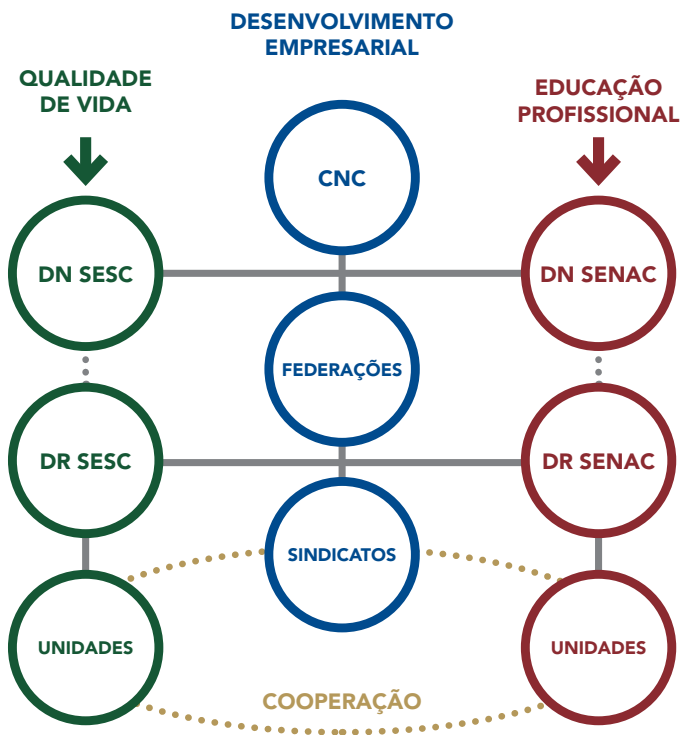 DESENVOLVIMENTO
EMPRESARIAL
QUALIDADE
DE VIDA
EDUCAÇÃO
PROFISSIONAL
CNC
DN SESC
DN SENAC
FEDERAÇÕES
DR SESC
DR SENAC
SINDICATOS
UNIDADES
UNIDADES
COOPERAÇÃO